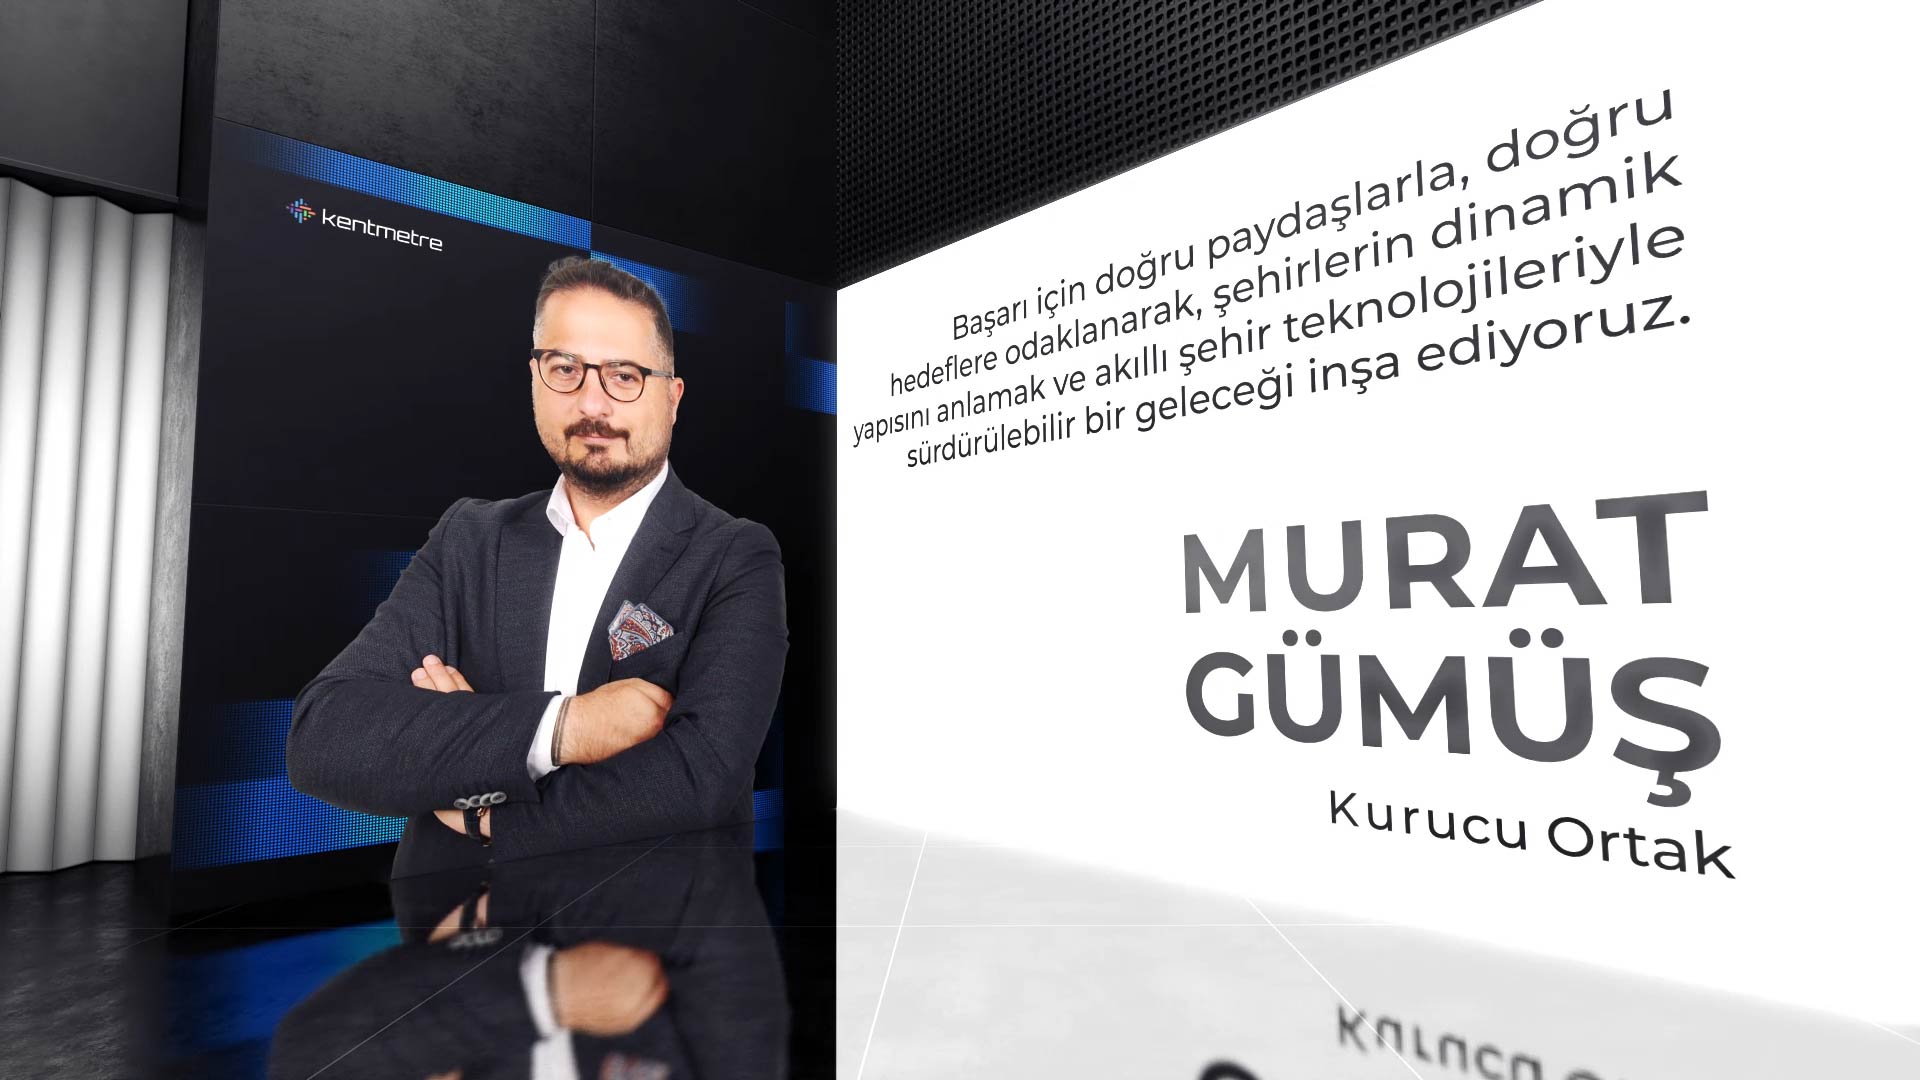 kentmetre
Başarı için doğru paydaşlarla, doğru
hedeflere odaklanarak, şehirlerin dinamik
yapısını anlamak ve akıllı şehir teknolojileriyle
sürdürülebilir bir geleceği inşa ediyoruz.
MURAT
GÜMÜŞ
Kurucu Ortak